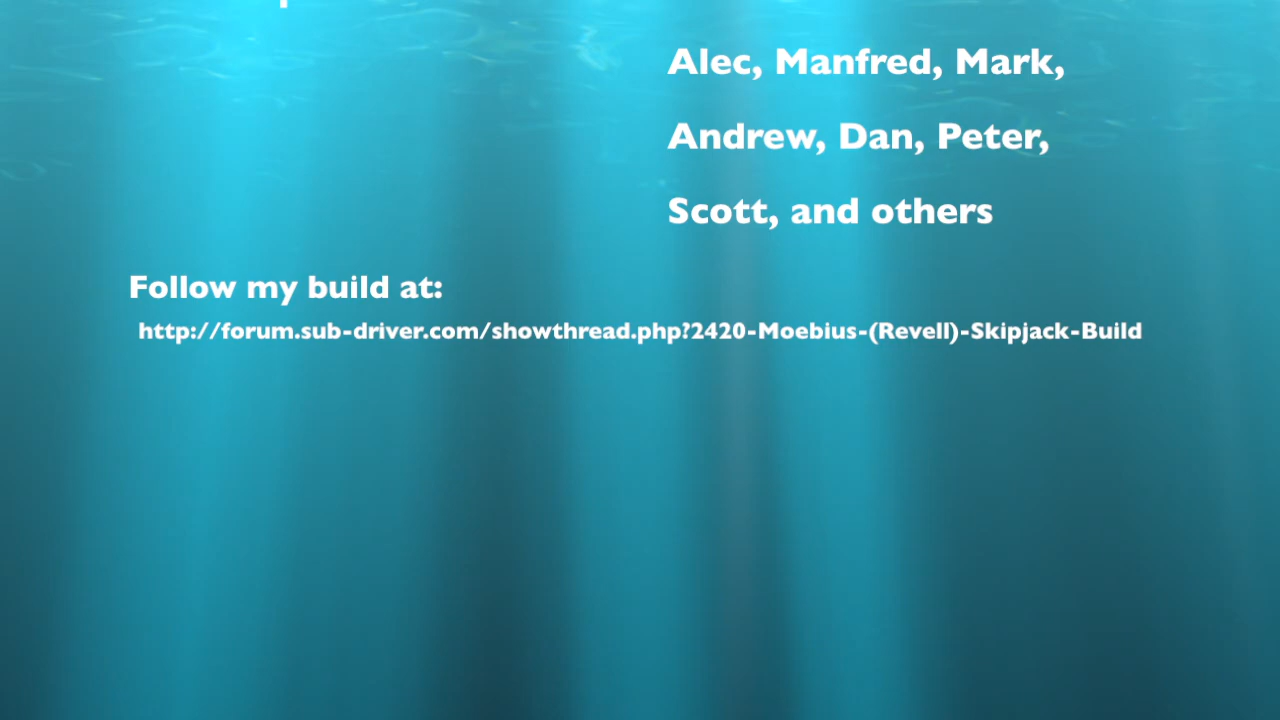 Alec, Manfred, Mark,
Andrew, Dan, Peter,
Scott, and others
Follow my build at:
http://forum.sub-driver.com/showthread.php?2420-Moebius-(Revell)-Skipjack-Build